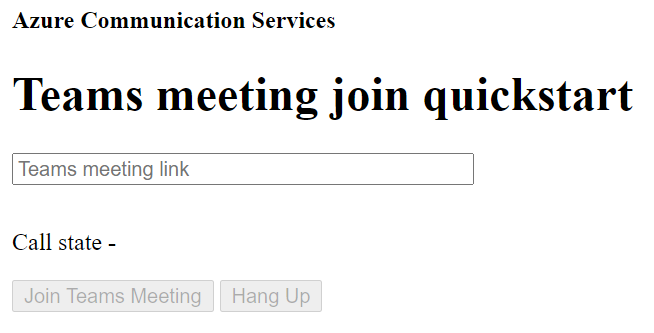 Azure Communication Services
Teams meeting join quickstart
Teams meeting link
Call state -
Join Teams Meeting Hang Up